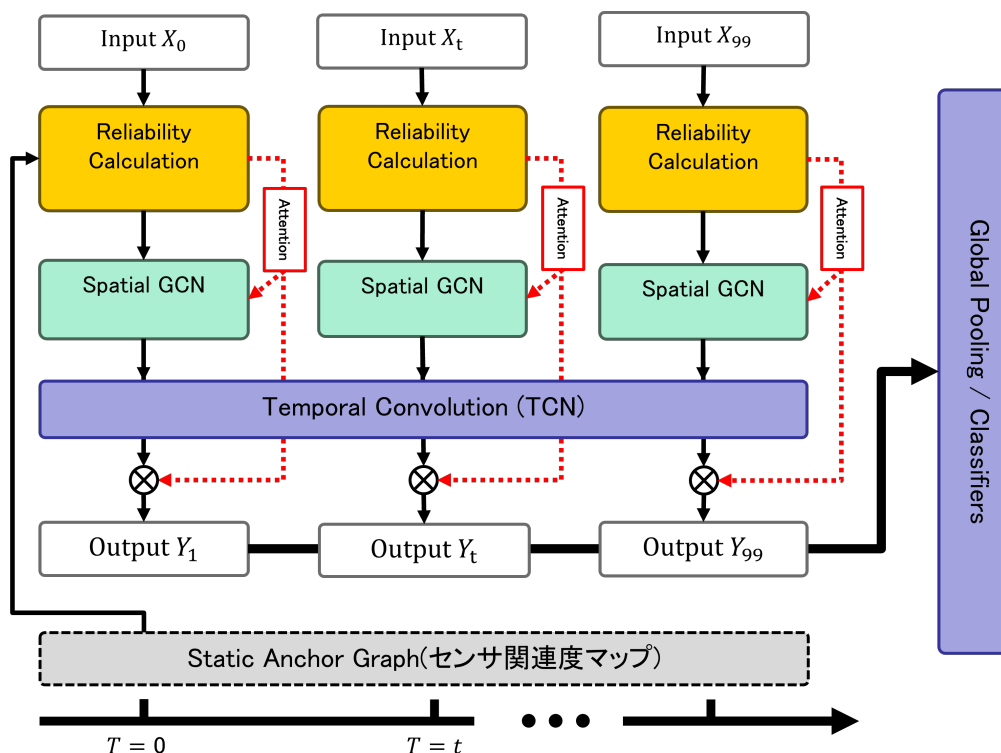 Input X₀
Input Xₜ
Input X₉₉
Reliability
Calculation
Reliability
Calculation
Reliability
Calculation
Attention
Attention
Attention
Spatial GCN
Spatial GCN
Spatial GCN
Temporal Convolution (TCN)
Output Y₁
Output Yₜ
Output Y₉₉
Global Pooling / Classifiers
Static Anchor Graph(センサ関連度マップ)
T = 0
T = t